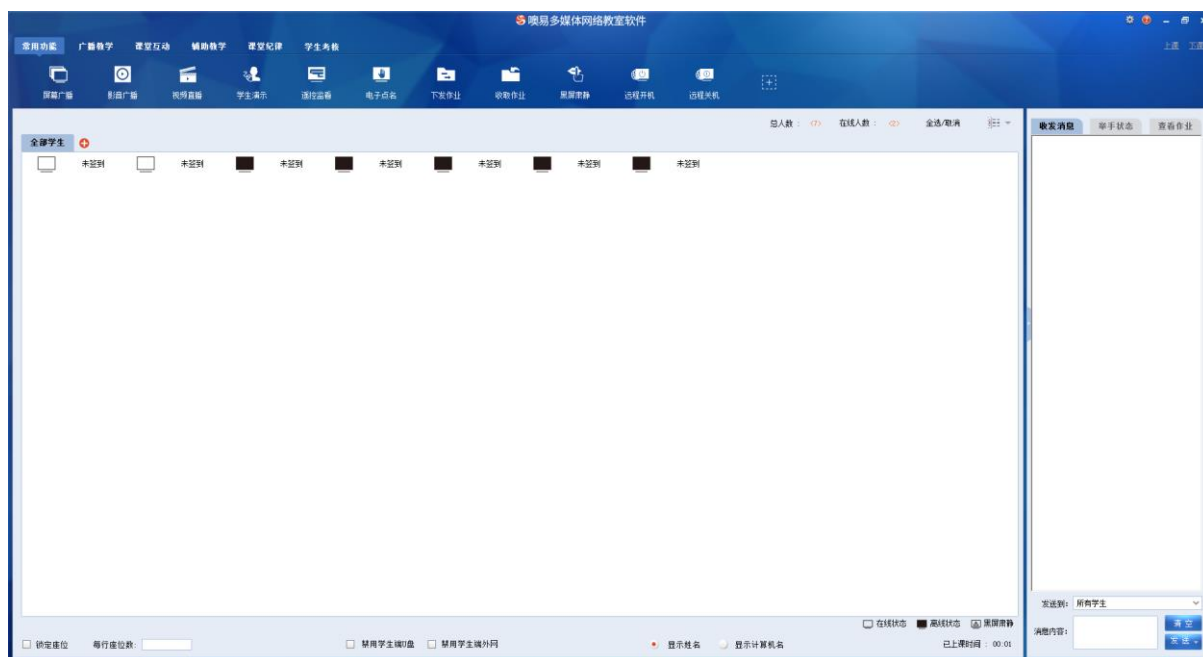 噢易多媒体网络教室软件
常用功能 广播教学 课堂互动 辅助教学 课堂纪律 学生考核
上课 下课
屏幕广播 影音广播 视频直播 学生演示 遥控监看 电子点名 下发作业 收取作业 黑屏肃静 远程开机 远程关机
总人数： (7) 在线人数： (2) 全选/取消
收发消息 举手状态 查看作业
全部学生
未签到 未签到 未签到 未签到 未签到 未签到 未签到
发送到： 所有学生
在线状态 离线状态 黑屏肃静
消息内容： 清空
发送
锁定座位 每行座位数： 禁用学生端U盘 禁用学生端外网 显示姓名 显示计算机名 已上课时间 ： 00:01